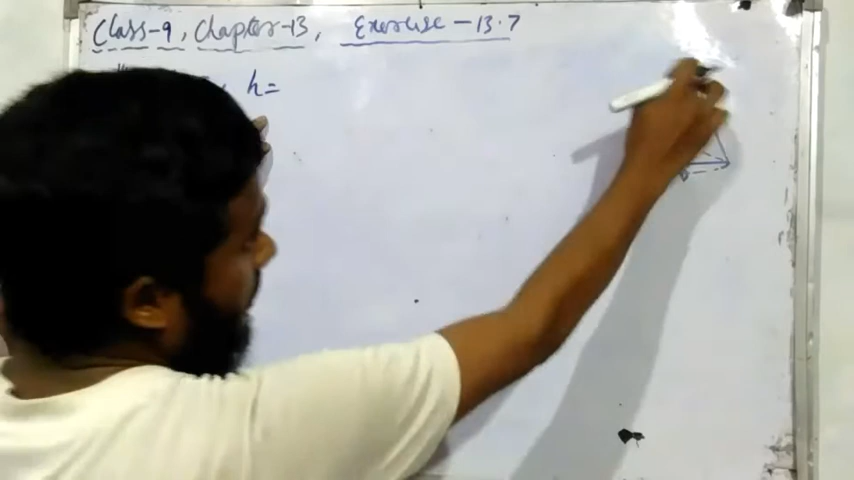 Class-9, Chapter-13, Exercise-13.7
h=